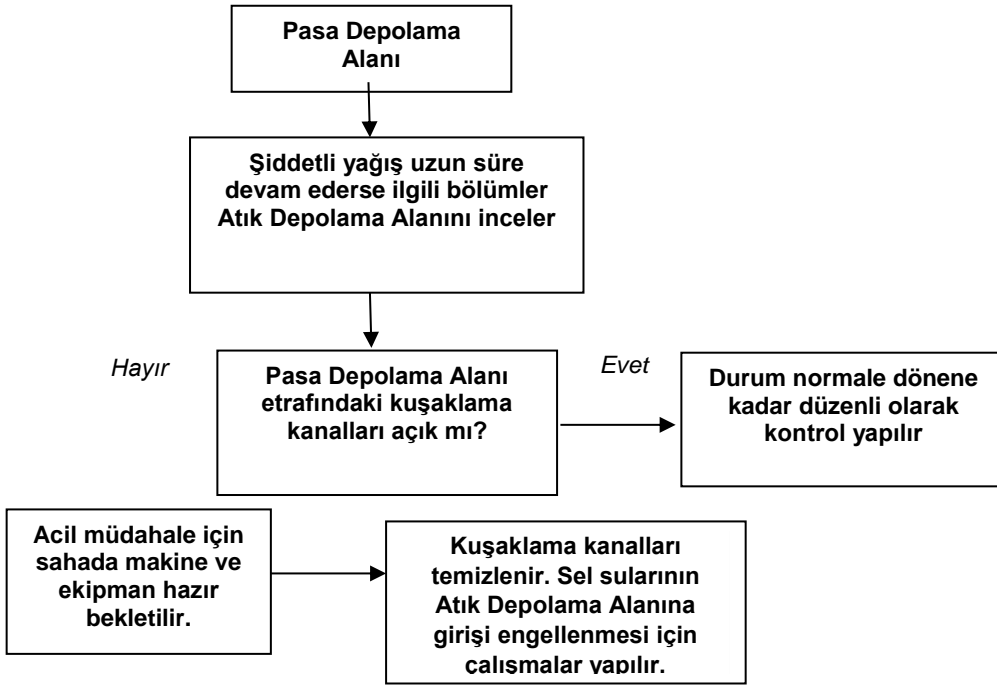 Pasa Depolama
Alanı
Şiddetli yağış uzun süre
devam ederse ilgili bölümler
Atık Depolama Alanını inceler
Hayır
Pasa Depolama Alanı
etrafındaki kuşaklama
kanalları açık mı?
Evet
Durum normale dönene
kadar düzenli olarak
kontrol yapılır
Acil müdahale için
sahada makine ve
ekipman hazır
bekletilir.
Kuşaklama kanalları
temizlenir. Sel sularının
Atık Depolama Alanına
girişi engellenmesi için
çalışmalar yapılır.